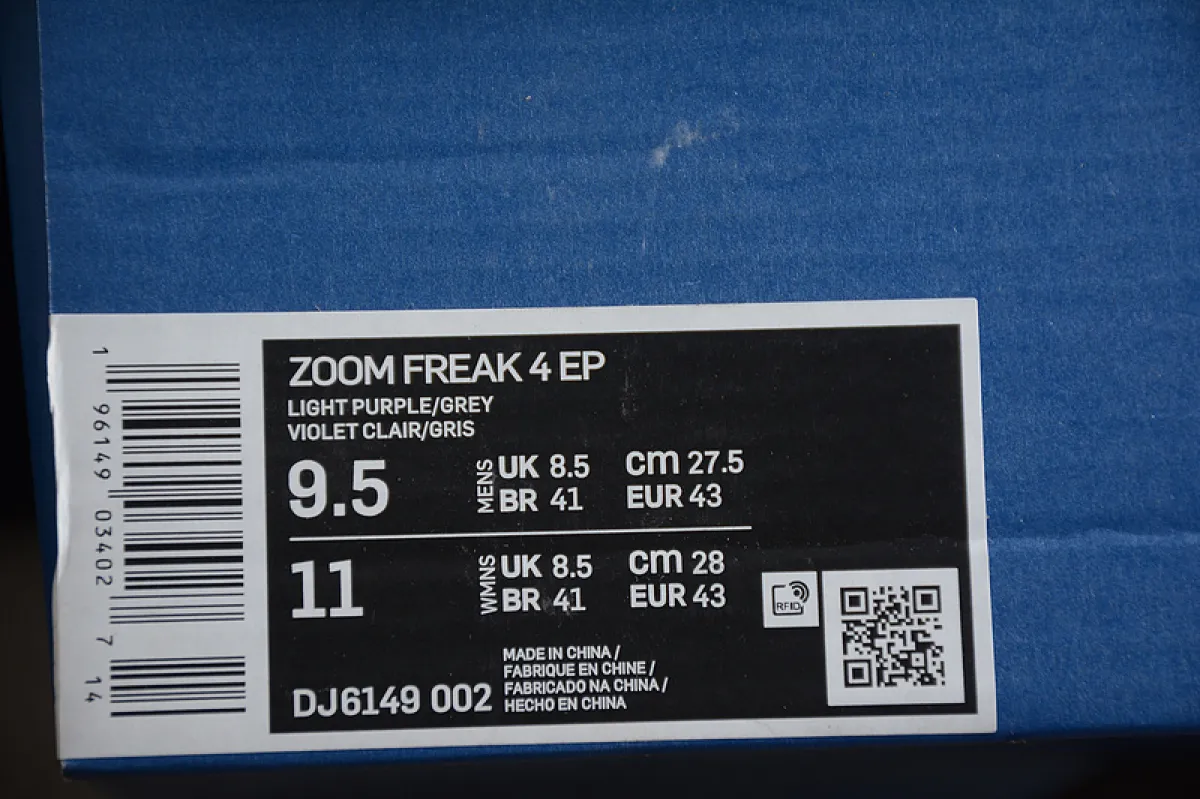 ZOOM FREAK 4 EP
LIGHT PURPLE/GREY
VIOLET CLAIR/GRIS
9.5 MENS UK 8.5 cm 27.5
BR 41 EUR 43
11 WMNS UK 8.5 cm 28
BR 41 EUR 43
RFID
MADE IN CHINA /
FABRIQUE EN CHINE /
FABRICADO NA CHINA /
HECHO EN CHINA
DJ6149 002
1 96149 03402 7 14